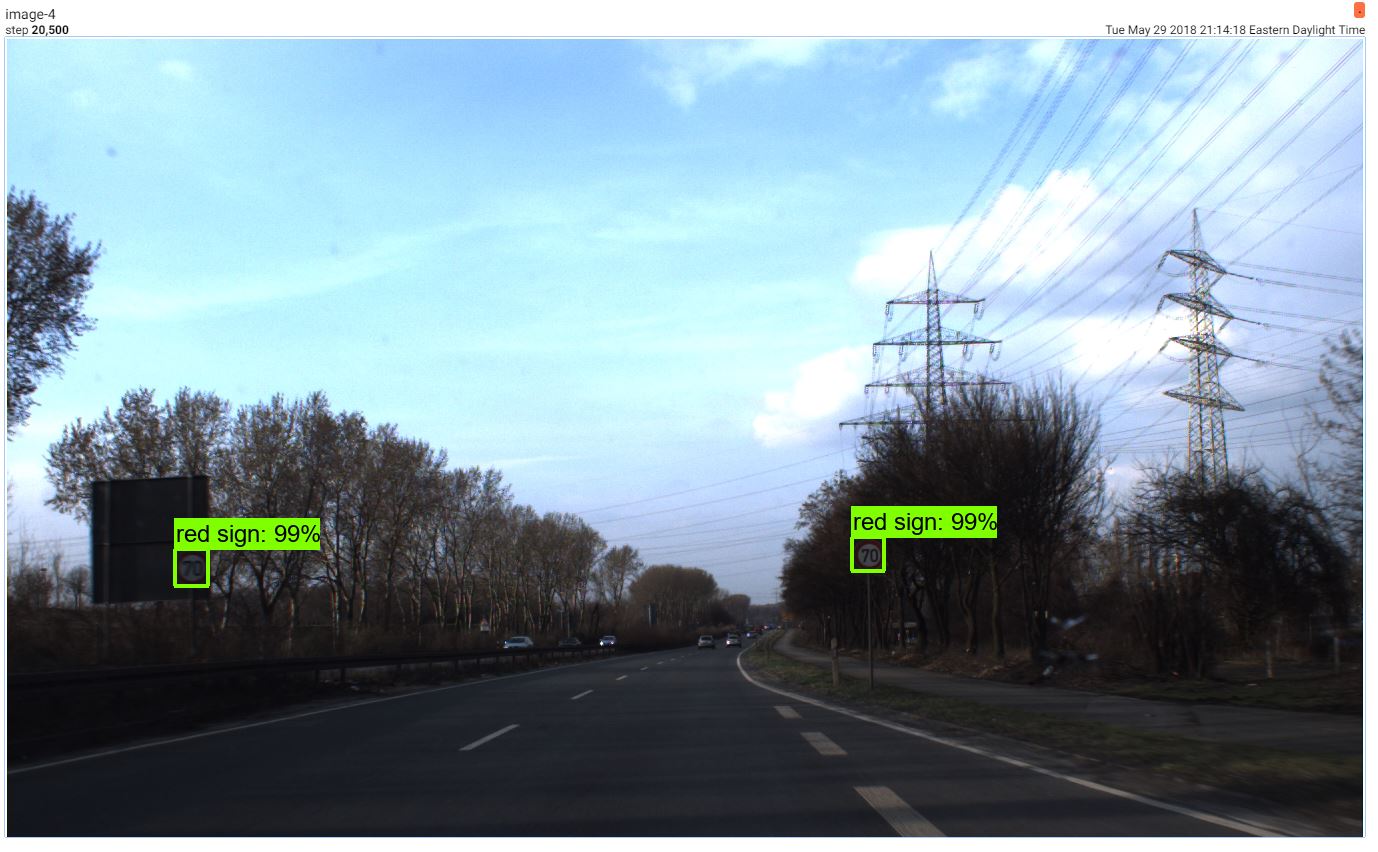 image-4
step 20,500
Tue May 29 2018 21:14:18 Eastern Daylight Time
red sign: 99%
70
red sign: 99%
70